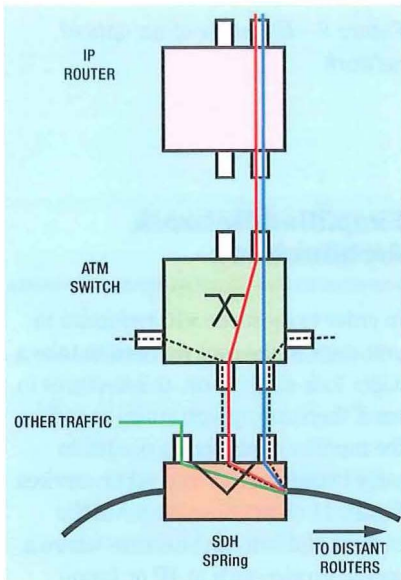 IP
ROUTER
ATM
SWITCH
OTHER TRAFFIC
SDH
SPRing
TO DISTANT
ROUTERS